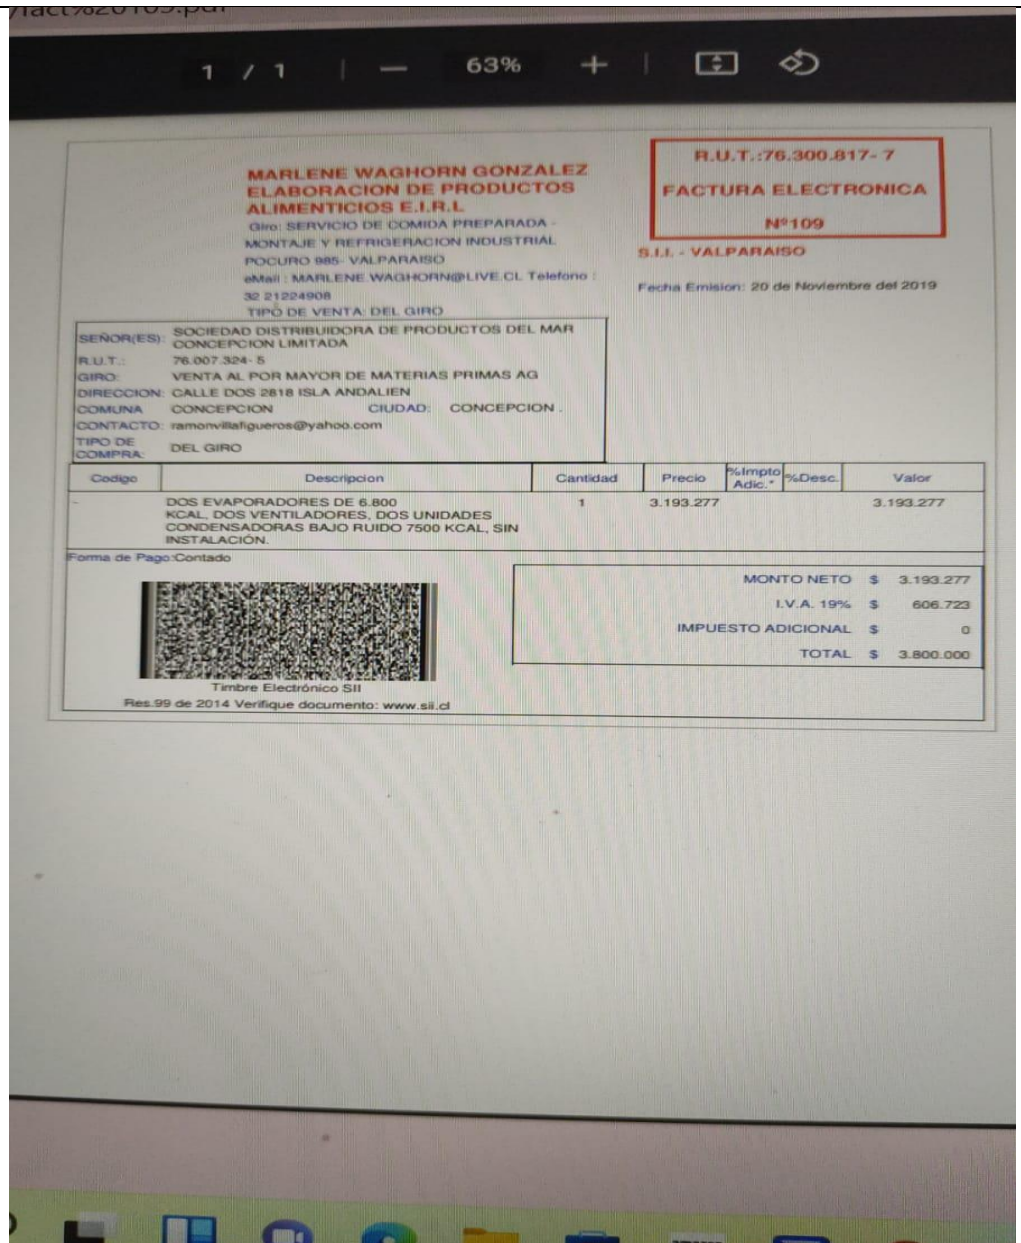 1 / 1
63%
MARLENE WAGHORN GONZALEZ
ELABORACION DE PRODUCTOS
ALIMENTICIOS E.I.R.L
Giro: SERVICIO DE COMIDA PREPARADA -
MONTAJE Y REFRIGERACION INDUSTRIAL
POCURO 985- VALPARAISO
eMail : MARLENE.WAGHORN@LIVE.CL Telefono :
32 21224908
TIPO DE VENTA: DEL GIRO
R.U.T.:76.300.817- 7
FACTURA ELECTRONICA
Nº109
S.I.I. - VALPARAISO
Fecha Emision: 20 de Noviembre del 2019
SEÑOR(ES): SOCIEDAD DISTRIBUIDORA DE PRODUCTOS DEL MAR
CONCEPCION LIMITADA
R.U.T.: 76.007.324- 5
GIRO: VENTA AL POR MAYOR DE MATERIAS PRIMAS AG
DIRECCION: CALLE DOS 2818 ISLA ANDALIEN
COMUNA CONCEPCION CIUDAD: CONCEPCION .
CONTACTO: ramonvillafigueros@yahoo.com
TIPO DE
COMPRA: DEL GIRO
Codigo Descripcion Cantidad Precio %Impto Adic.* %Desc. Valor
- DOS EVAPORADORES DE 6.800 1 3.193.277 3.193.277
KCAL, DOS VENTILADORES, DOS UNIDADES
CONDENSADORAS BAJO RUIDO 7500 KCAL, SIN
INSTALACIÓN.
Forma de Pago:Contado
MONTO NETO $ 3.193.277
I.V.A. 19% $ 606.723
IMPUESTO ADICIONAL $ 0
TOTAL $ 3.800.000
Timbre Electrónico SII
Res.99 de 2014 Verifique documento: www.sii.cl